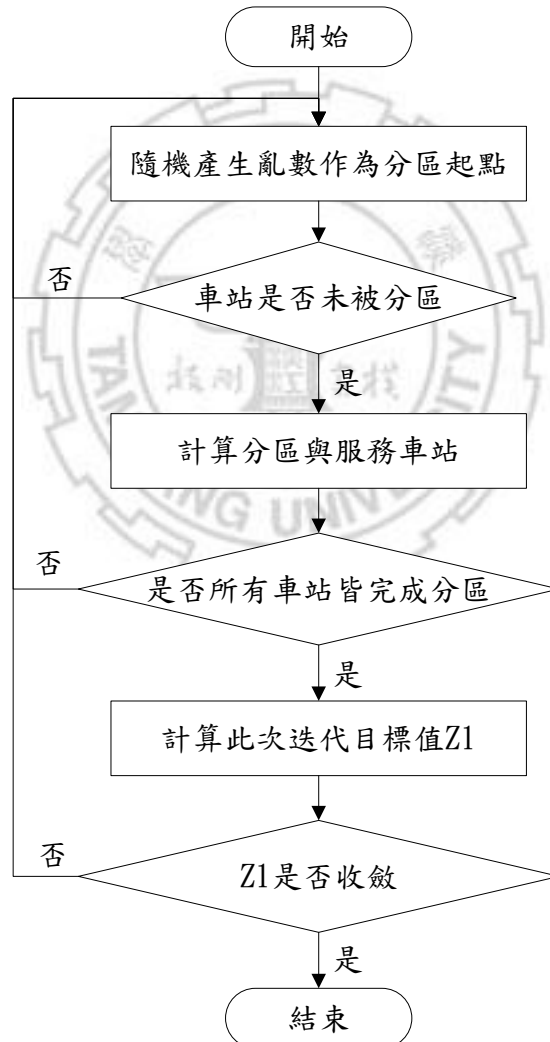 開始
隨機產生亂數作為分區起點
否
車站是否未被分區
是
計算分區與服務車站
否
是否所有車站皆完成分區
是
計算此次迭代目標值Z1
否
Z1是否收斂
是
結束